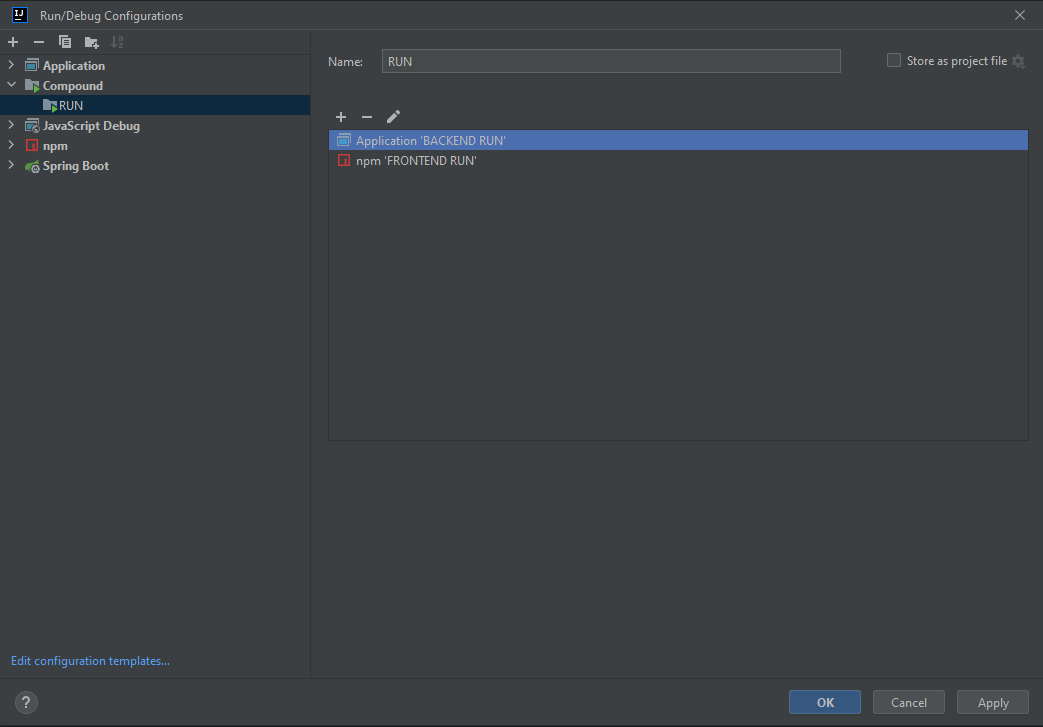 IJ
Run/Debug Configurations
Application
Compound
RUN
JavaScript Debug
npm
Spring Boot
Edit configuration templates...
Name:
RUN
Store as project file
Application 'BACKEND RUN'
npm 'FRONTEND RUN'
?
OK
Cancel
Apply